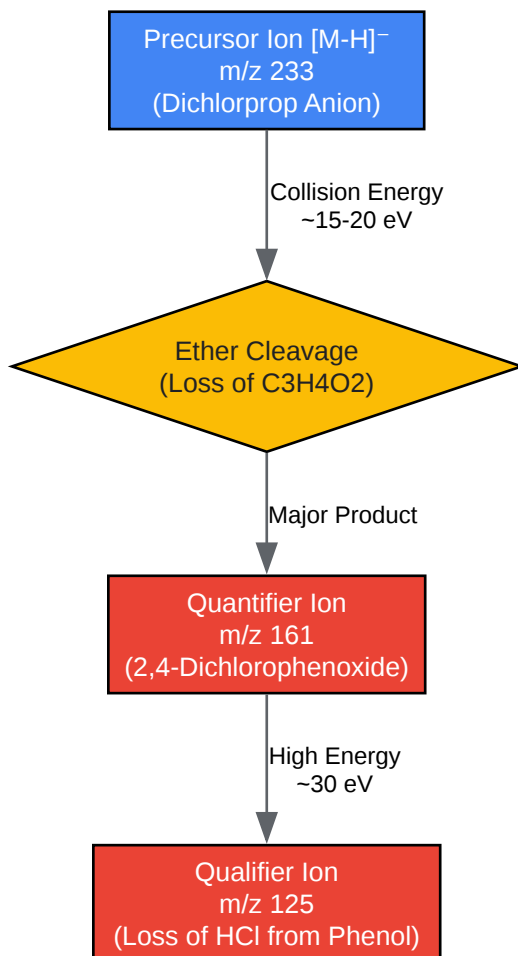 Precursor Ion [M-H]⁻
m/z 233
(Dichlorprop Anion)
Collision Energy
~15-20 eV
Ether Cleavage
(Loss of C3H4O2)
Major Product
Quantifier Ion
m/z 161
(2,4-Dichlorophenoxide)
High Energy
~30 eV
Qualifier Ion
m/z 125
(Loss of HCl from Phenol)